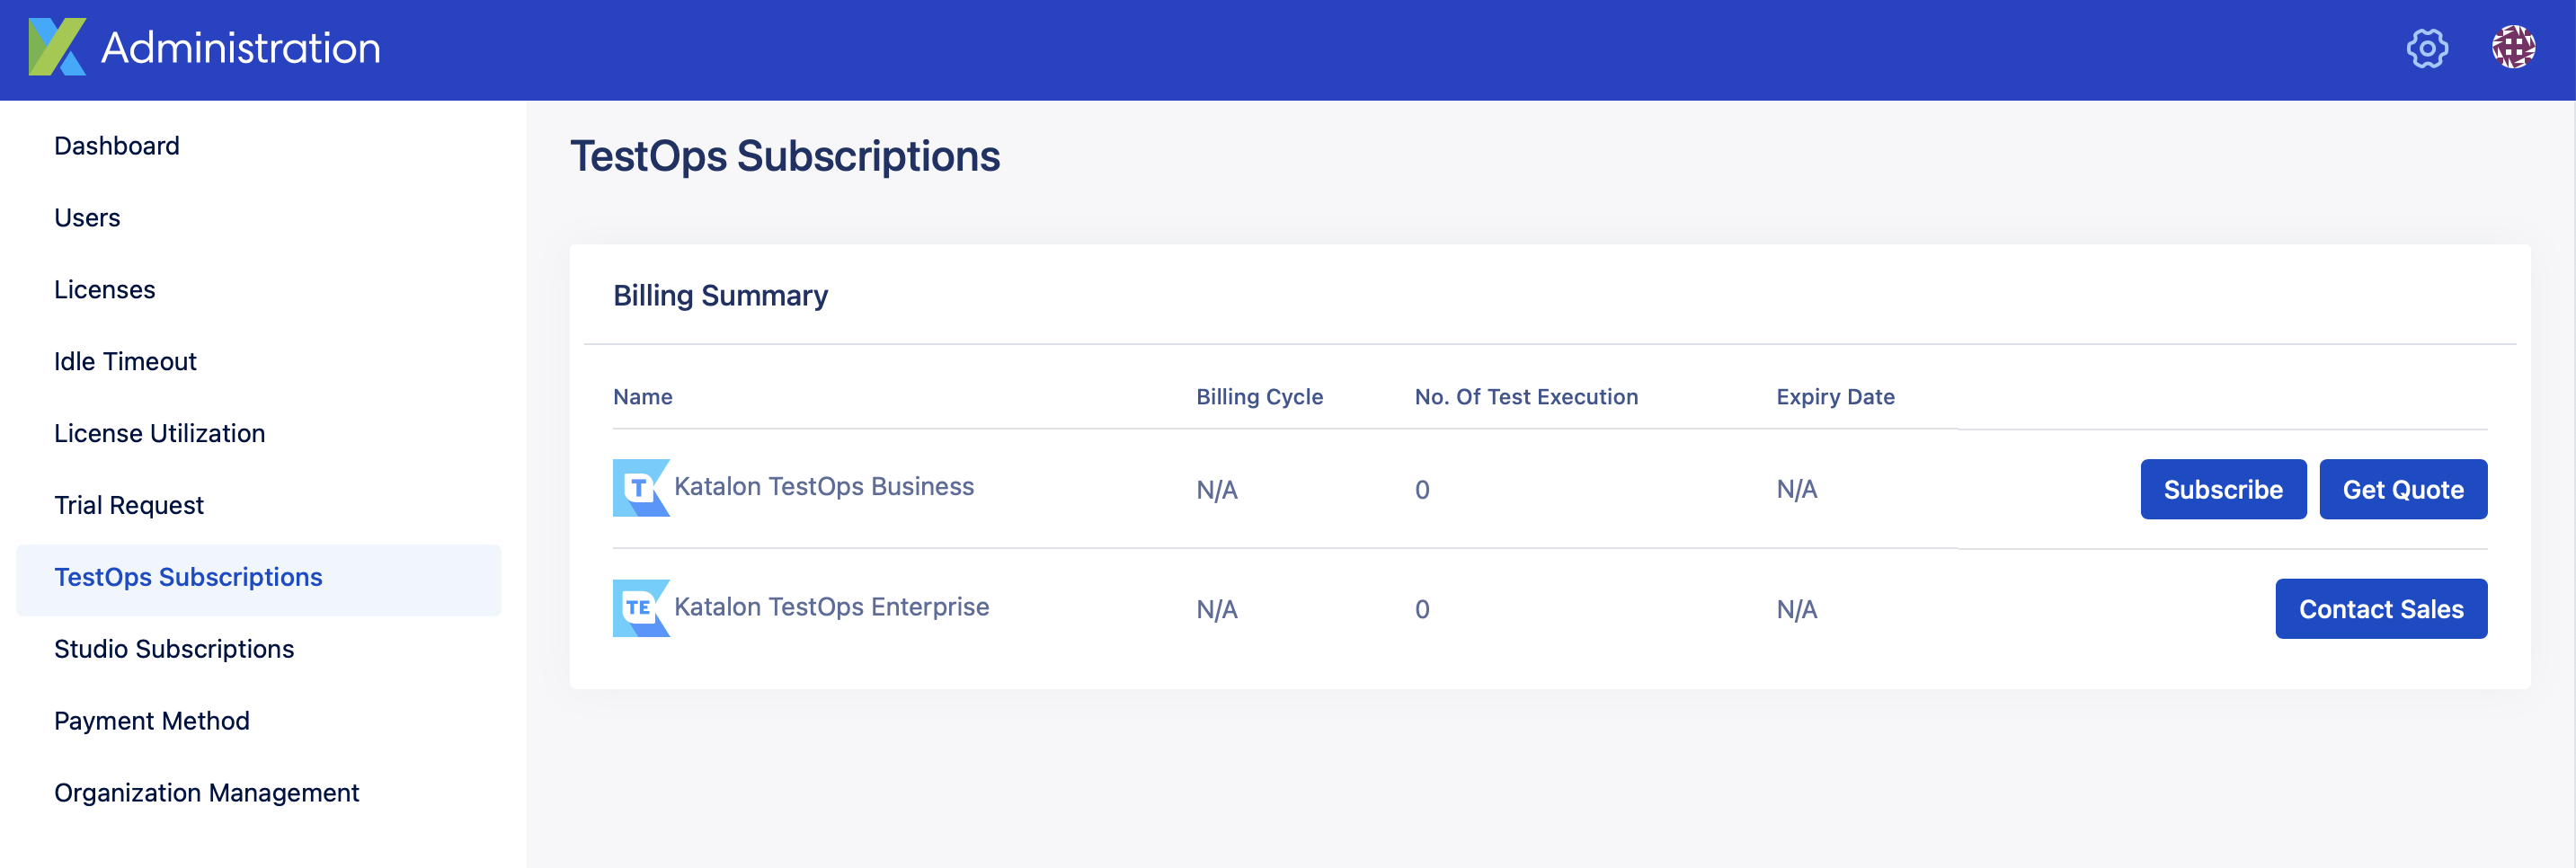 Administration
Dashboard
Users
Licenses
Idle Timeout
License Utilization
Trial Request
TestOps Subscriptions
Studio Subscriptions
Payment Method
Organization Management
TestOps Subscriptions
Billing Summary
Name Billing Cycle No. Of Test Execution Expiry Date
T Katalon TestOps Business N/A 0 N/A Subscribe Get Quote
TE Katalon TestOps Enterprise N/A 0 N/A Contact Sales